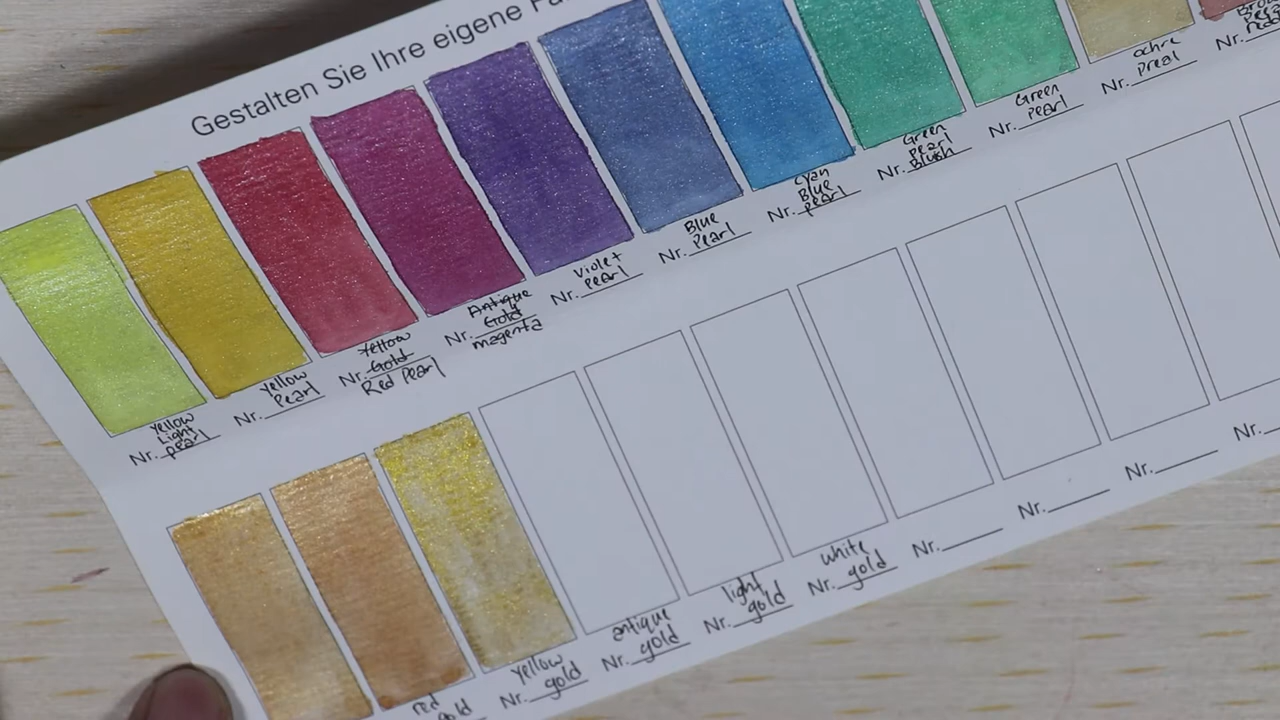 Gestalten Sie Ihre eigene
Yellow
Light
Nr. pearl
Yellow
Nr. Pearl
Yellow
Nr. Gold
Red Pearl
Antique
Nr. Gold
magenta
Violet
Nr. pearl
Blue
Nr. Pearl
Cyan
Blue
Nr. pearl
Green
pearl
Nr. Bluish
Green
Nr. Pearl
ochre
Nr. Prearl
Nr.
red
yellow
Nr. gold
antique
Nr. gold
light
Nr. gold
white
Nr. gold
Nr.
Nr.
Nr.
Nr.